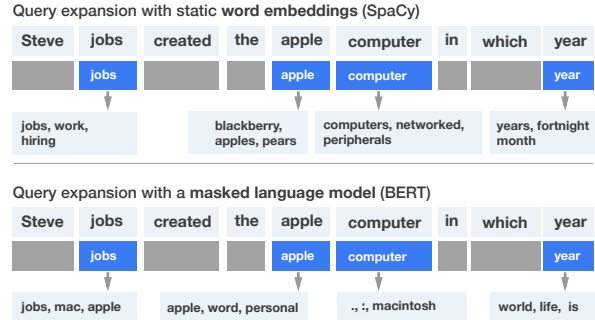 Query expansion with static word embeddings (SpaCy)
Steve jobs created the apple computer in which year
jobs apple computer year
jobs, work, hiring
blackberry, apples, pears
computers, networked, peripherals
years, fortnight month
Query expansion with a masked language model (BERT)
Steve jobs created the apple computer in which year
jobs apple computer year
jobs, mac, apple
apple, word, personal
., :, macintosh
world, life, is